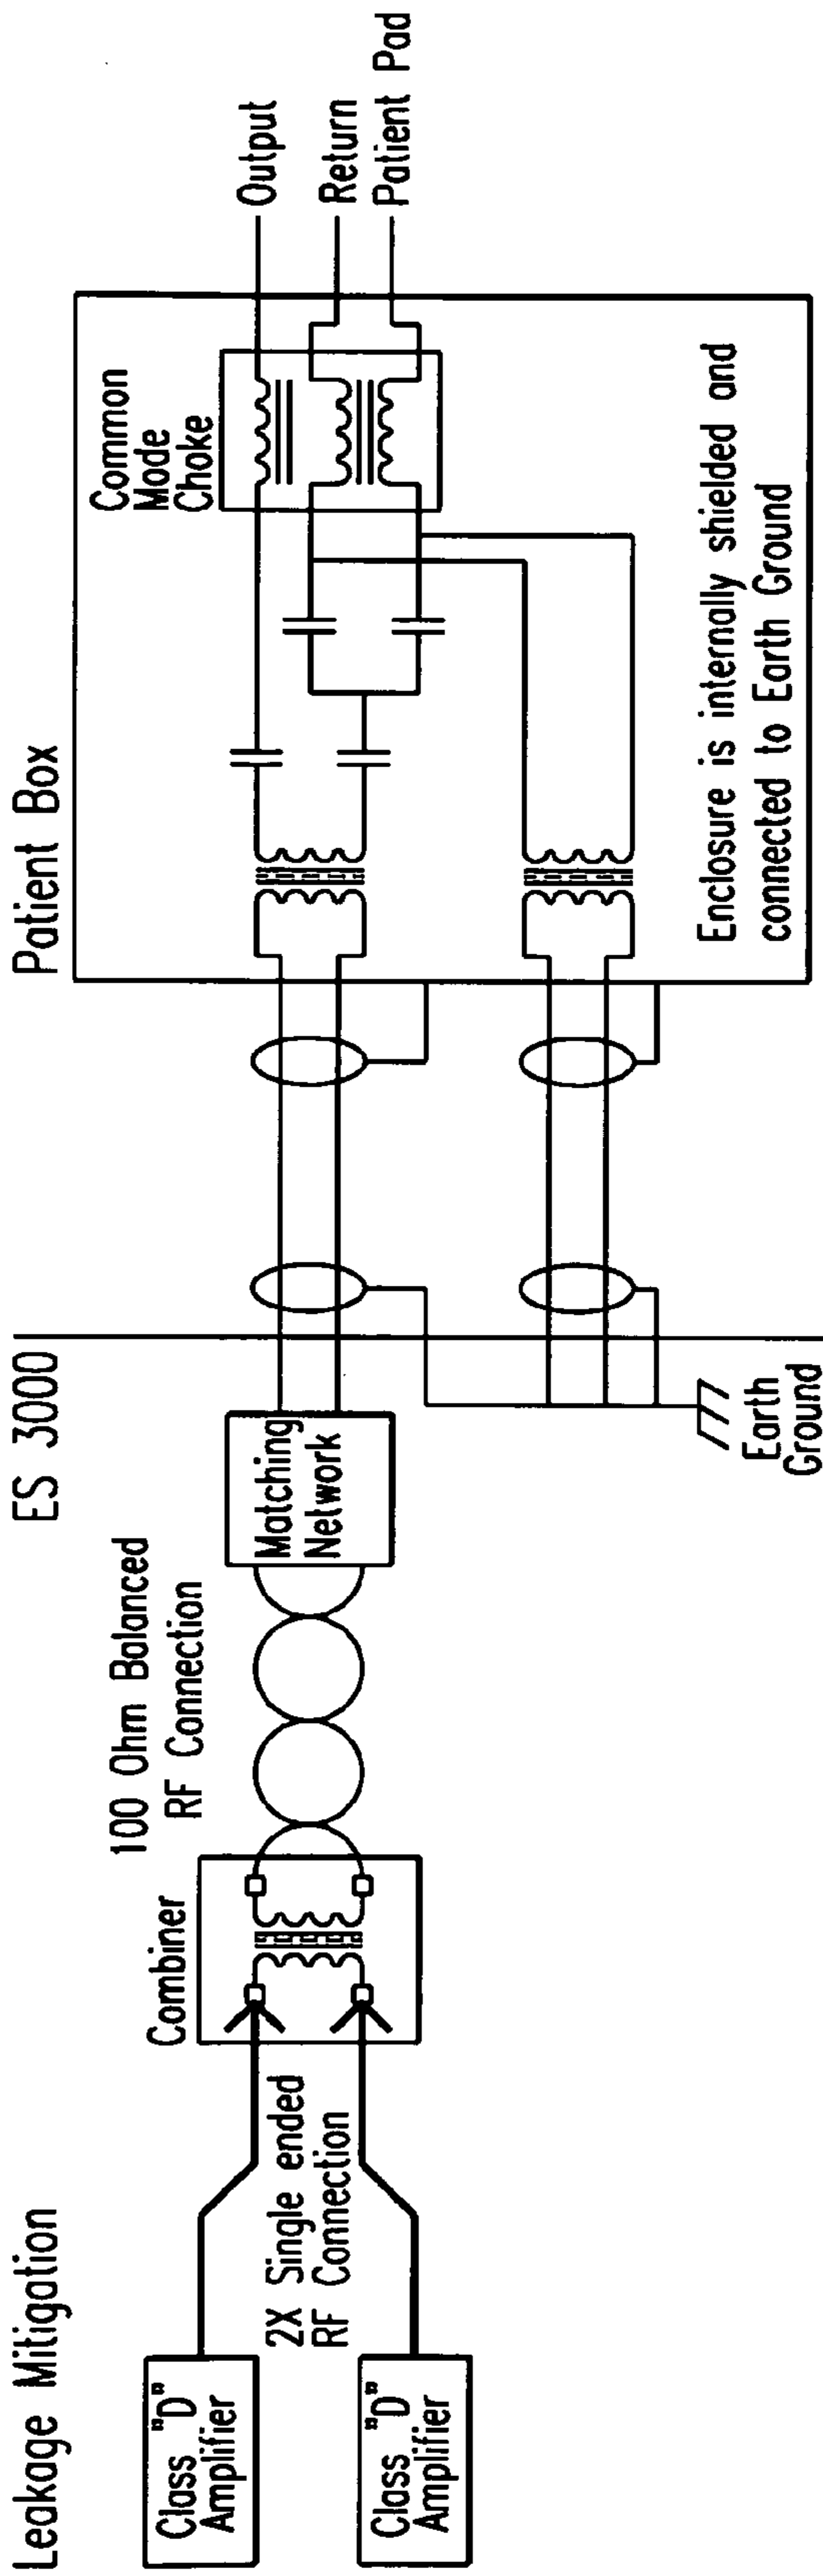 Leakage Mitigation
ES 3000
Patient Box
Class "D"
Amplifier
Class "D"
Amplifier
2X Single ended
RF Connection
Combiner
100 Ohm Balanced
RF Connection
Matching
Network
Earth
Ground
Common
Mode
Choke
Output
Return
Patient Pad
Enclosure is internally shielded and
connected to Earth Ground